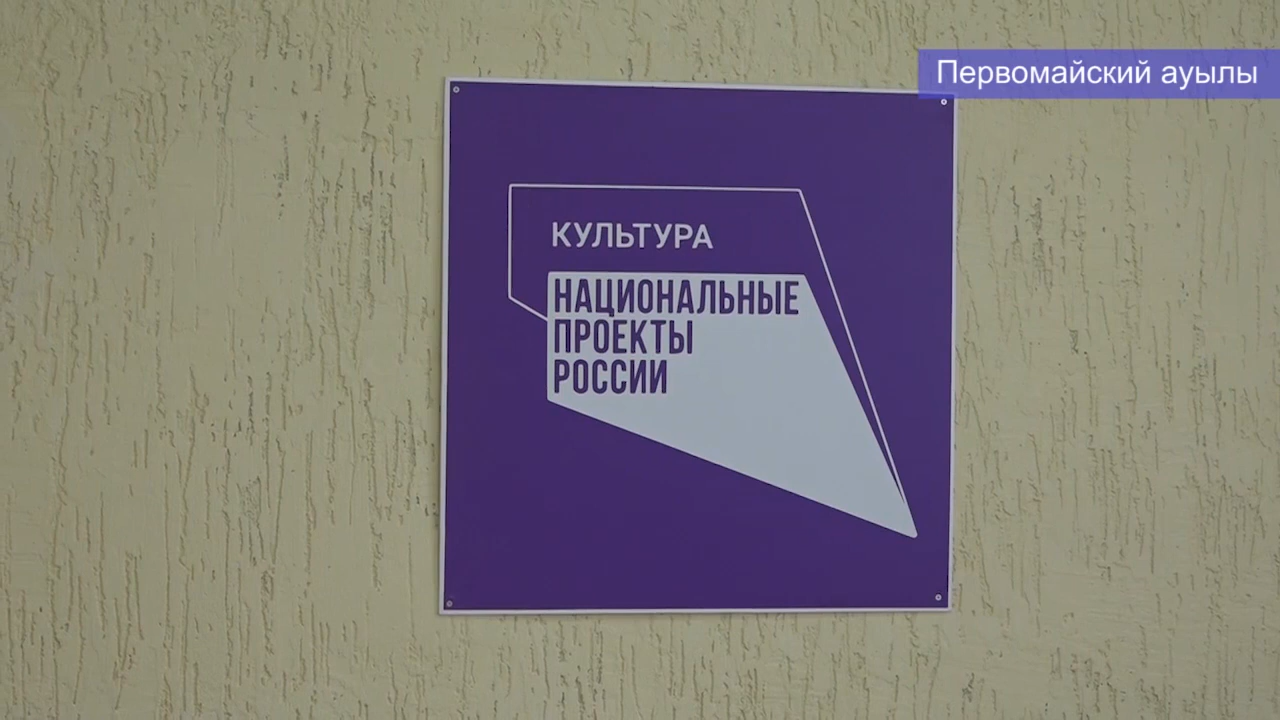 Первомайский ауылы
КУЛЬТУРА
НАЦИОНАЛЬНЫЕ
ПРОЕКТЫ
РОССИИ